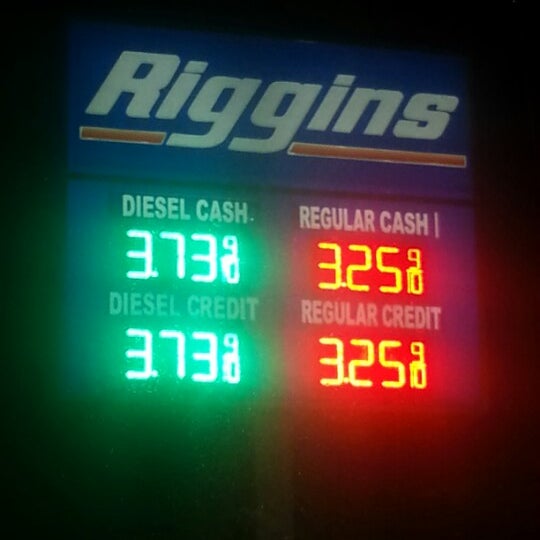 Riggins
DIESEL CASH
REGULAR CASH
3.73 9/10
3.25 9/10
DIESEL CREDIT
REGULAR CREDIT
3.73 9/10
3.25 9/10